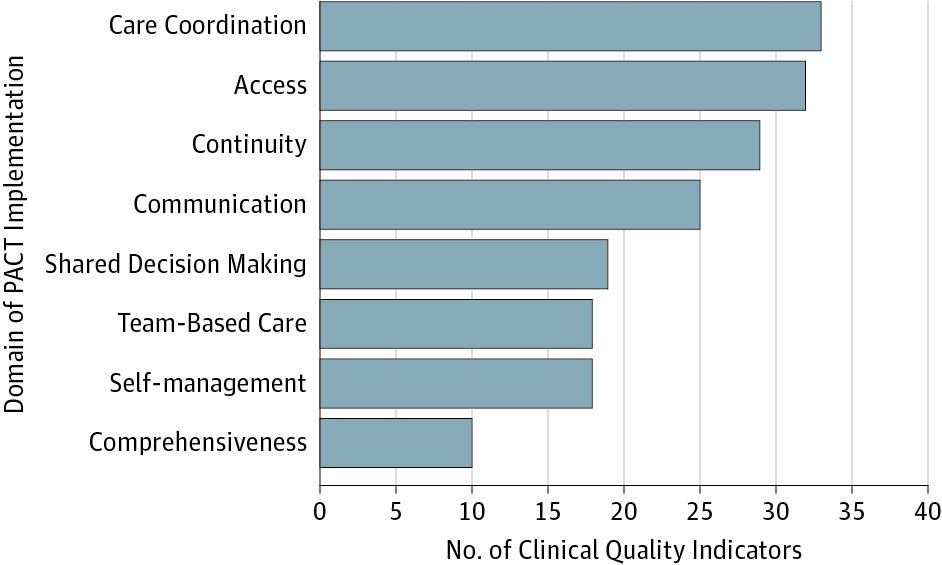 Domain of PACT Implementation
Care Coordination
Access
Continuity
Communication
Shared Decision Making
Team-Based Care
Self-management
Comprehensiveness
0 5 10 15 20 25 30 35 40
No. of Clinical Quality Indicators